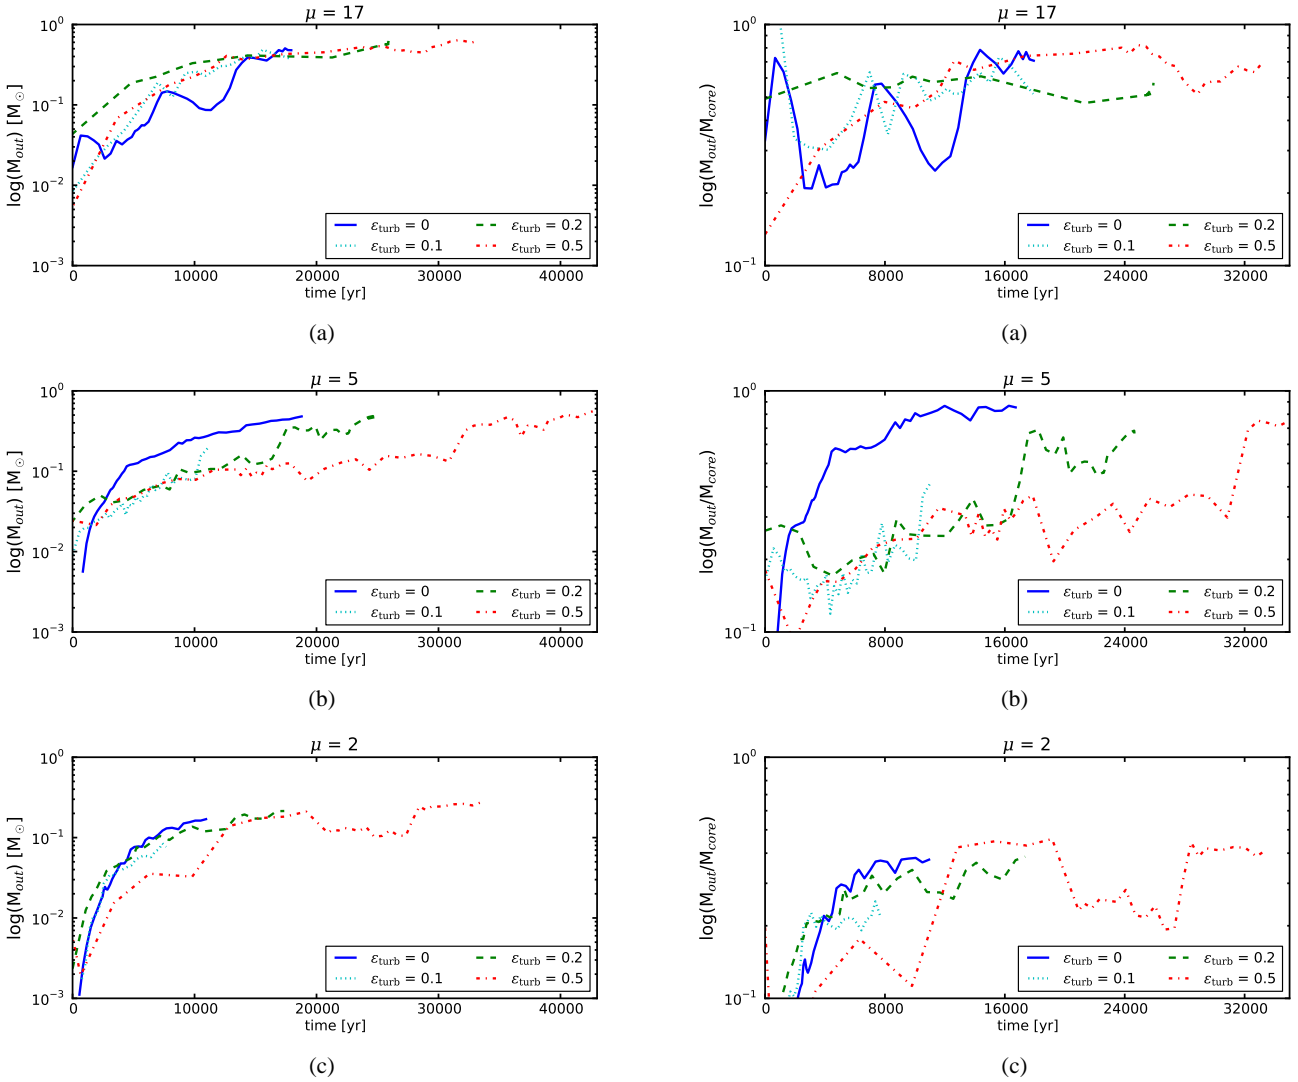 μ = 17
log(M_out) [M_⊙]
10^0
10^-1
10^-2
10^-3
0 10000 20000 30000 40000
time [yr]
ε_turb = 0
ε_turb = 0.1
ε_turb = 0.2
ε_turb = 0.5
(a)
μ = 17
log(M_out/M_core)
10^0
10^-1
0 8000 16000 24000 32000
time [yr]
ε_turb = 0
ε_turb = 0.1
ε_turb = 0.2
ε_turb = 0.5
(a)
μ = 5
log(M_out) [M_⊙]
10^0
10^-1
10^-2
10^-3
0 10000 20000 30000 40000
time [yr]
ε_turb = 0
ε_turb = 0.1
ε_turb = 0.2
ε_turb = 0.5
(b)
μ = 5
log(M_out/M_core)
10^0
10^-1
0 8000 16000 24000 32000
time [yr]
ε_turb = 0
ε_turb = 0.1
ε_turb = 0.2
ε_turb = 0.5
(b)
μ = 2
log(M_out) [M_⊙]
10^0
10^-1
10^-2
10^-3
0 10000 20000 30000 40000
time [yr]
ε_turb = 0
ε_turb = 0.1
ε_turb = 0.2
ε_turb = 0.5
(c)
μ = 2
log(M_out/M_core)
10^0
10^-1
0 8000 16000 24000 32000
time [yr]
ε_turb = 0
ε_turb = 0.1
ε_turb = 0.2
ε_turb = 0.5
(c)